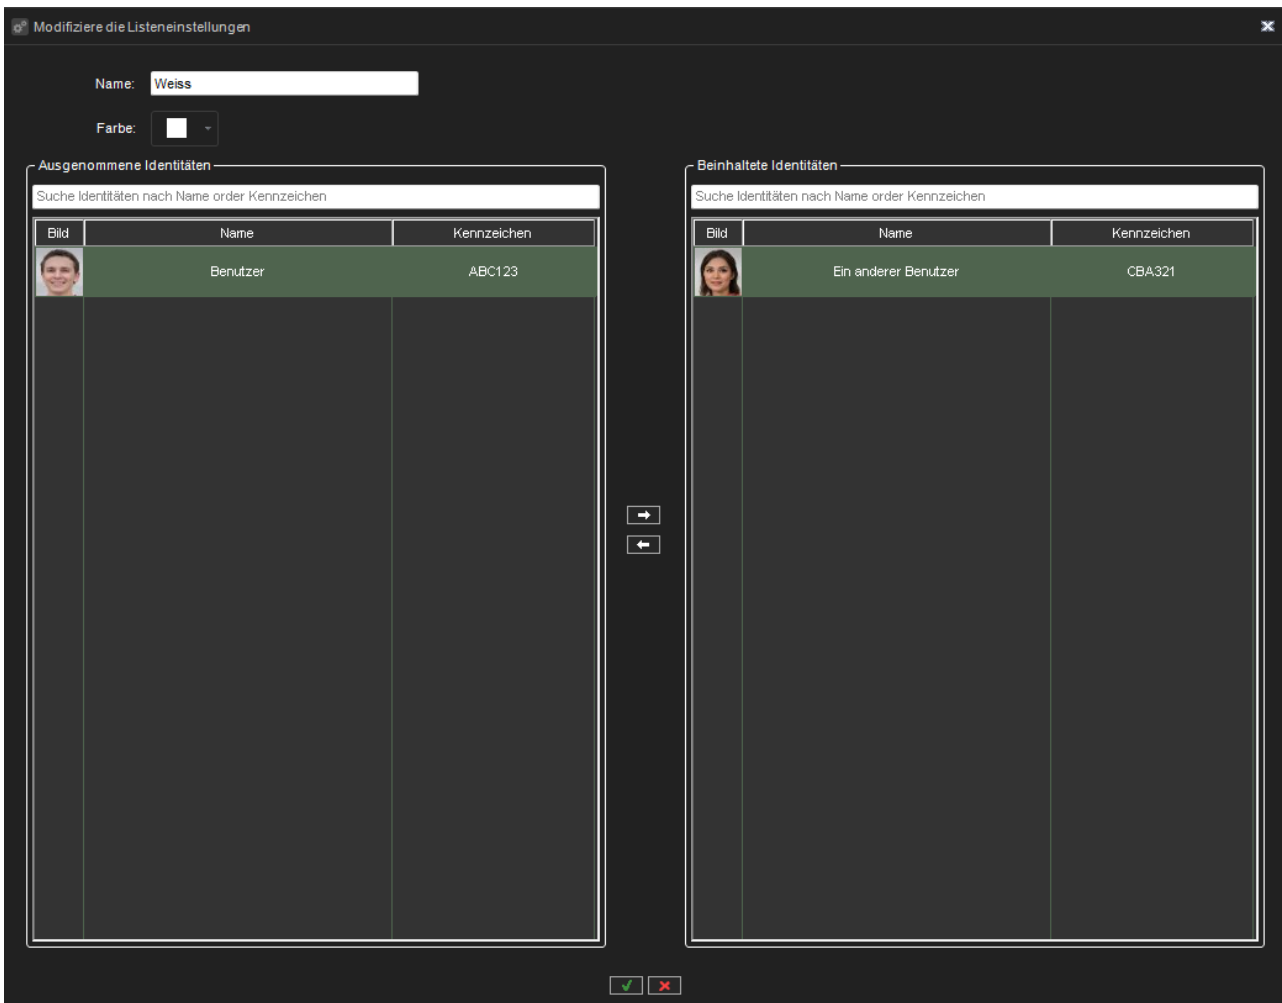 Modifiziere die Listeneinstellungen
Name: Weiss
Farbe:
Ausgenommene Identitäten
Suche Identitäten nach Name order Kennzeichen
Bild Name Kennzeichen
Benutzer ABC123
Beinhaltete Identitäten
Suche Identitäten nach Name order Kennzeichen
Bild Name Kennzeichen
Ein anderer Benutzer CBA321